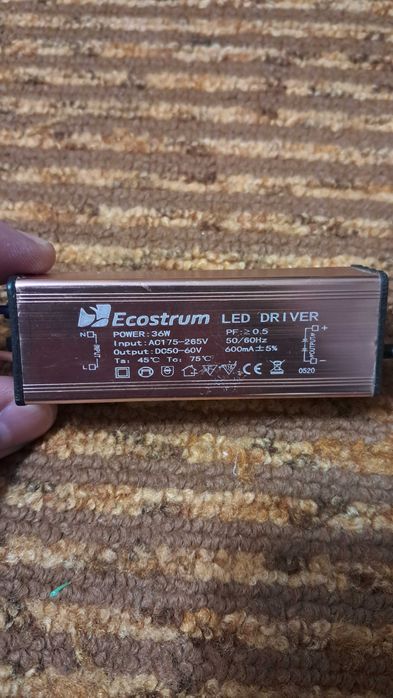 Ecostrum LED DRIVER
POWER:36W PF:≥0.5
N Input:AC175-265V 50/60Hz +
Output:DC50-60V 600mA±5%
L Ta: 45℃ Tc: 75℃ −
CE 0520